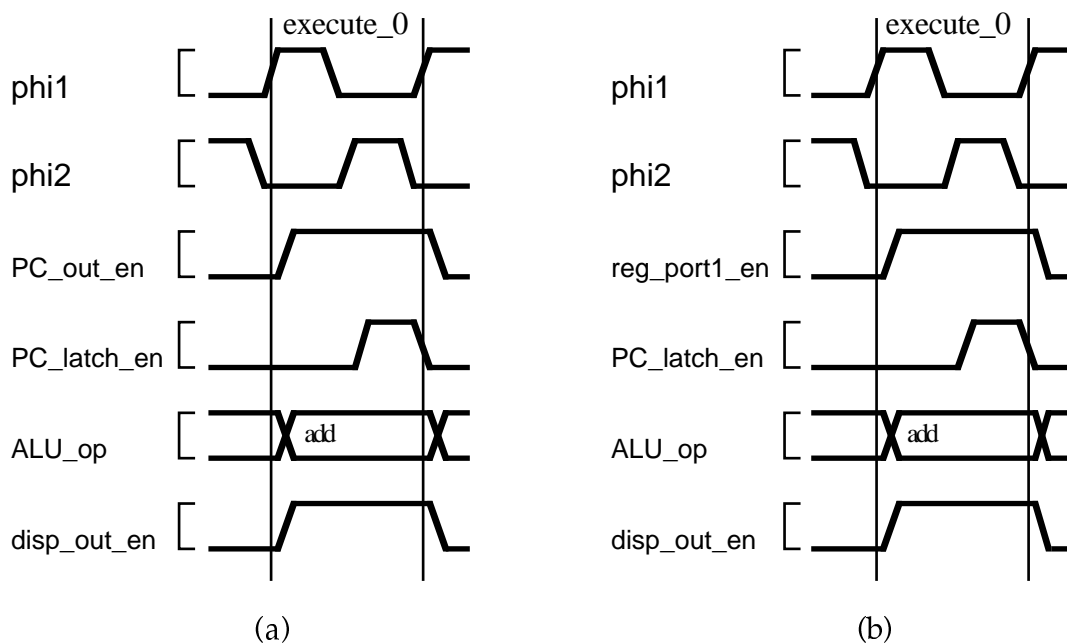 execute_0
phi1
phi2
PC_out_en
PC_latch_en
ALU_op
add
disp_out_en
(a)
execute_0
phi1
phi2
reg_port1_en
PC_latch_en
ALU_op
add
disp_out_en
(b)